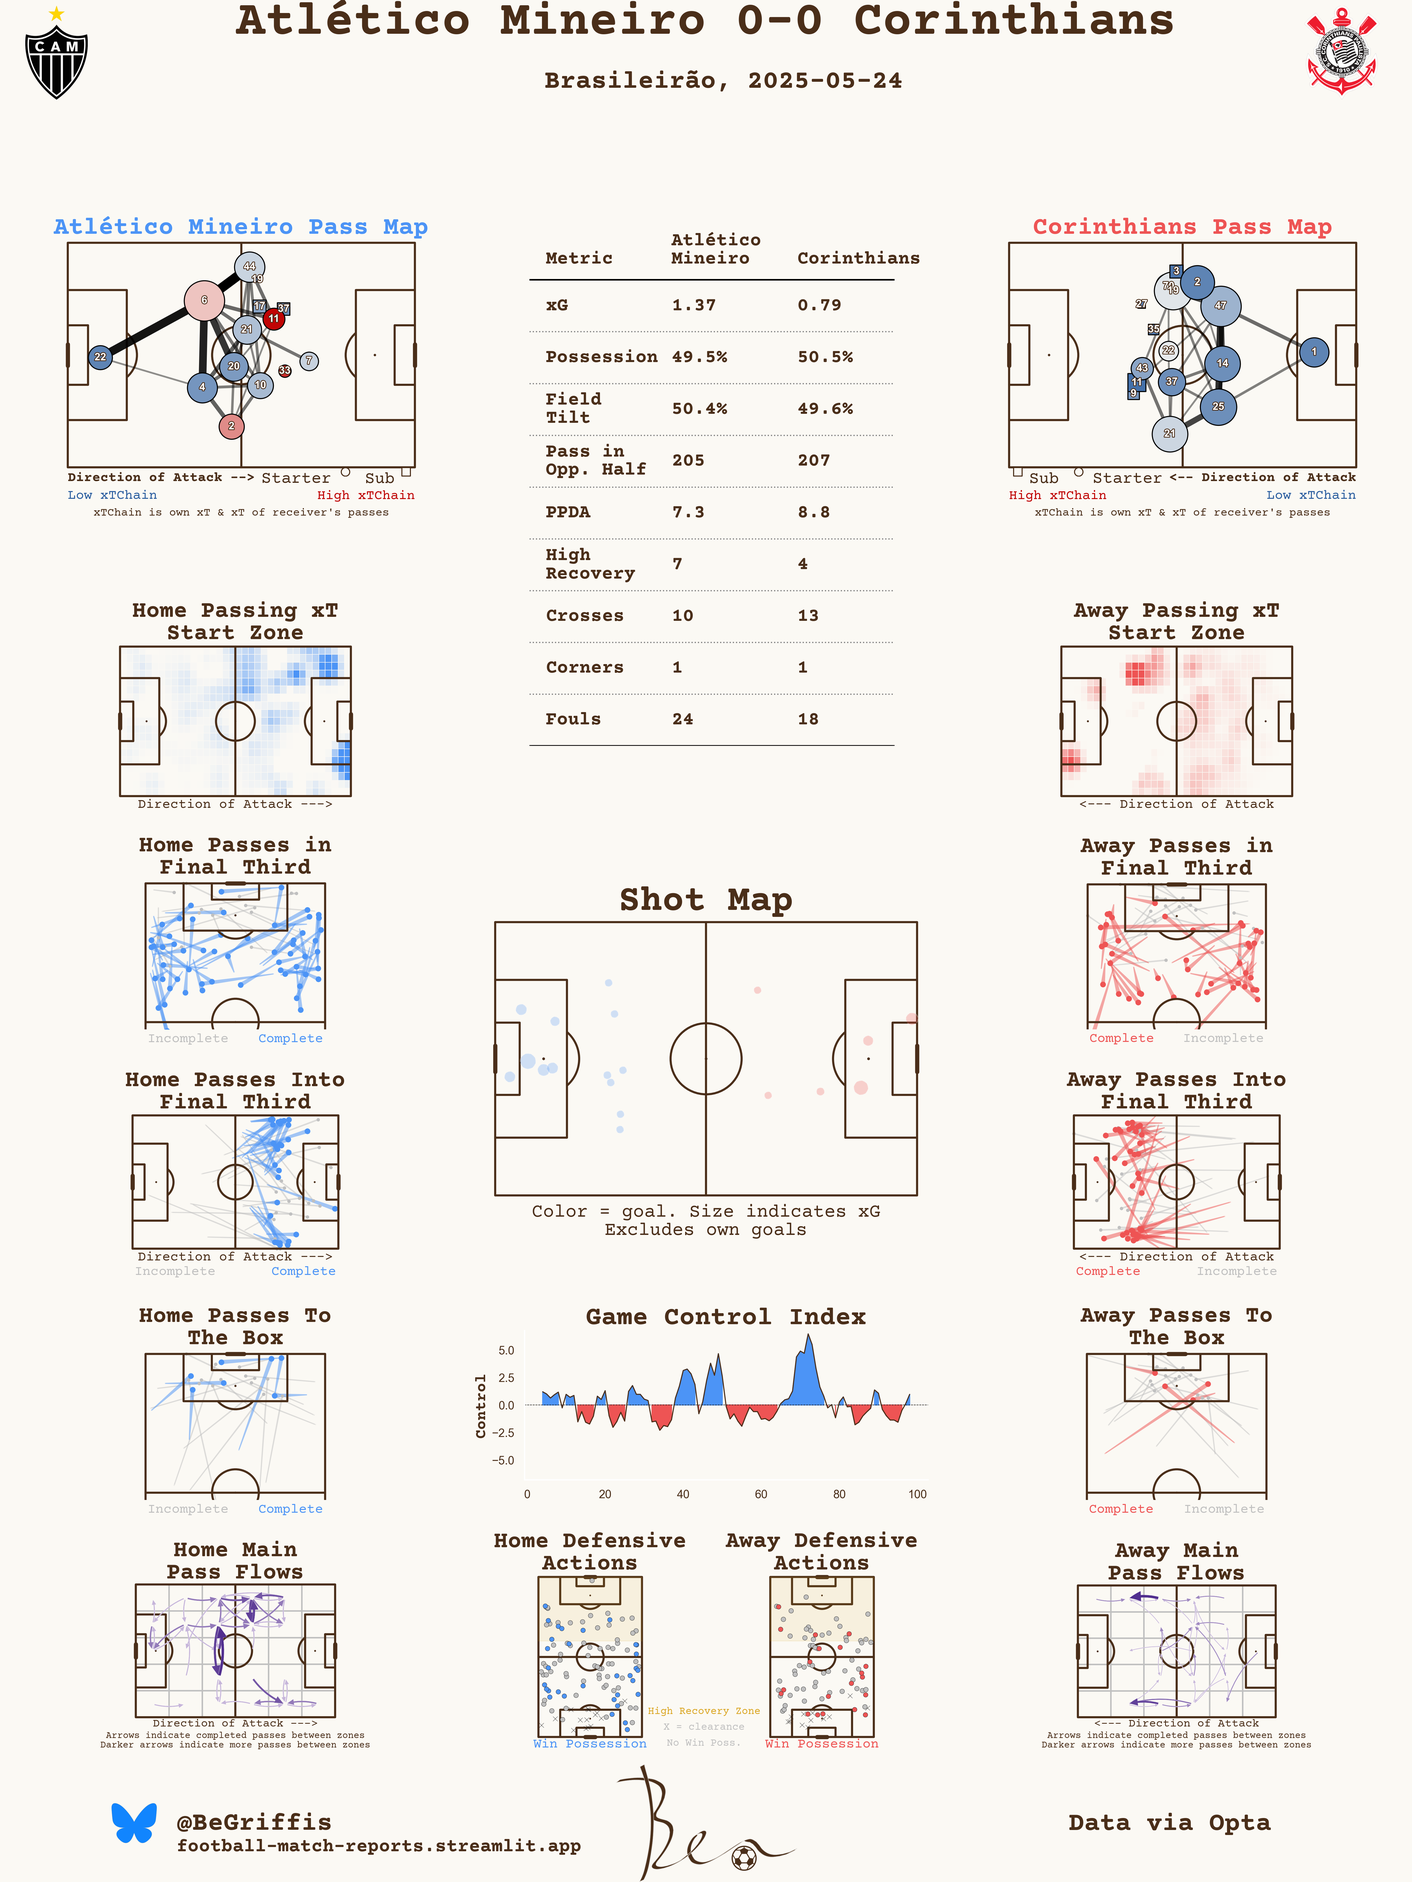 Atlético Mineiro 0-0 Corinthians
Brasileirão, 2025-05-24
CAM
Atlético Mineiro Pass Map
44
19
6
17
37
11
21
22
20
7
33
4
10
2
Direction of Attack --> Starter Sub
Low xTChain High xTChain
xTChain is own xT & xT of receiver's passes
Metric Atlético Mineiro Corinthians
xG 1.37 0.79
Possession 49.5% 50.5%
Field Tilt 50.4% 49.6%
Pass in Opp. Half 205 207
PPDA 7.3 8.8
High Recovery 7 4
Crosses 10 13
Corners 1 1
Fouls 24 18
Corinthians Pass Map
3
2
19
27
47
35
22
1
14
43
11
37
9
25
21
Sub Starter <-- Direction of Attack
High xTChain Low xTChain
xTChain is own xT & xT of receiver's passes
Home Passing xT
Start Zone
Direction of Attack --->
Away Passing xT
Start Zone
<--- Direction of Attack
Home Passes in
Final Third
Incomplete Complete
Away Passes in
Final Third
Complete Incomplete
Shot Map
Color = goal. Size indicates xG
Excludes own goals
Home Passes Into
Final Third
Direction of Attack --->
Incomplete Complete
Away Passes Into
Final Third
<--- Direction of Attack
Complete Incomplete
Home Passes To
The Box
Incomplete Complete
Game Control Index
Control
5.0
2.5
0.0
−2.5
−5.0
0 20 40 60 80 100
Away Passes To
The Box
Complete Incomplete
Home Main
Pass Flows
Direction of Attack --->
Arrows indicate completed passes between zones
Darker arrows indicate more passes between zones
Home Defensive
Actions
Win Possession
Away Defensive
Actions
Win Possession
High Recovery Zone
X = clearance
No Win Poss.
Away Main
Pass Flows
<--- Direction of Attack
Arrows indicate completed passes between zones
Darker arrows indicate more passes between zones
@BeGriffis
football-match-reports.streamlit.app
Ben
Data via Opta